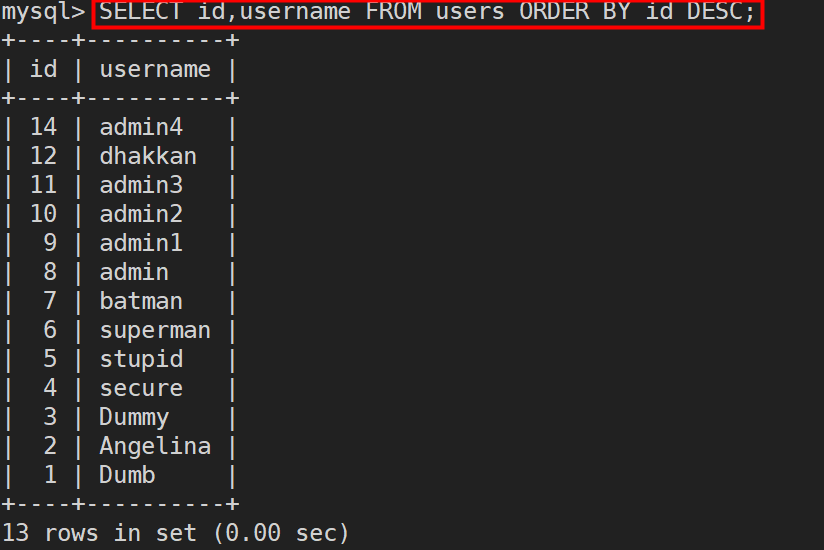 mysql> SELECT id,username FROM users ORDER BY id DESC;
+----+----------+
| id | username |
+----+----------+
| 14 | admin4   |
| 12 | dhakkan  |
| 11 | admin3   |
| 10 | admin2   |
|  9 | admin1   |
|  8 | admin    |
|  7 | batman   |
|  6 | superman |
|  5 | stupid   |
|  4 | secure   |
|  3 | Dummy    |
|  2 | Angelina |
|  1 | Dumb     |
+----+----------+
13 rows in set (0.00 sec)